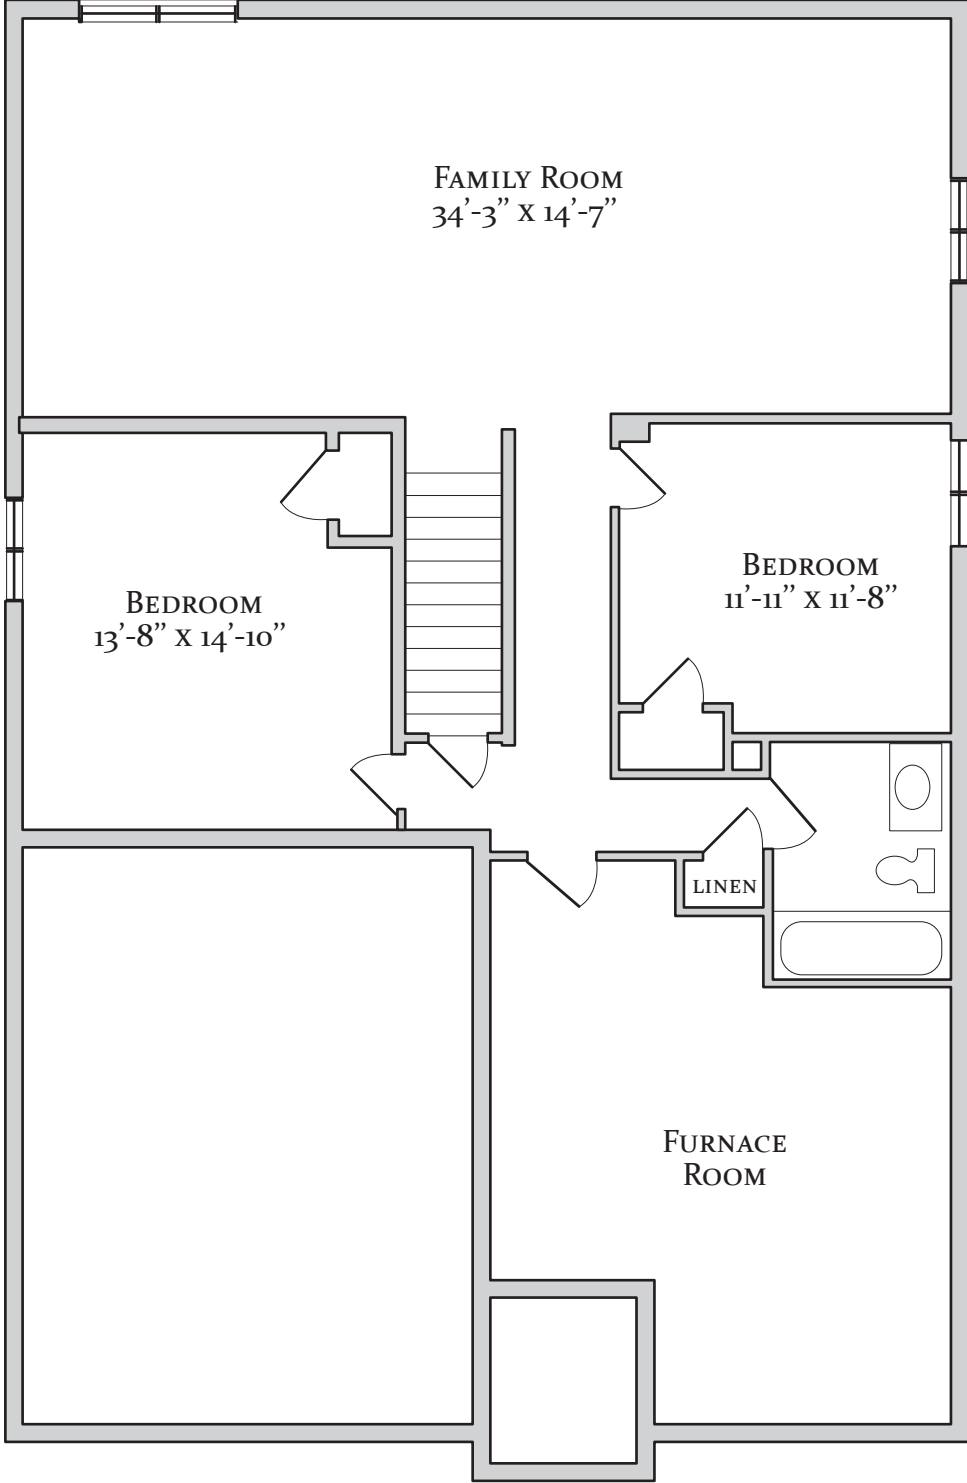 Family Room
34’-3” x 14’-7”
Bedroom
11’-11” x 11’-8”
Bedroom
13’-8” x 14’-10”
linen
Furnace
Room